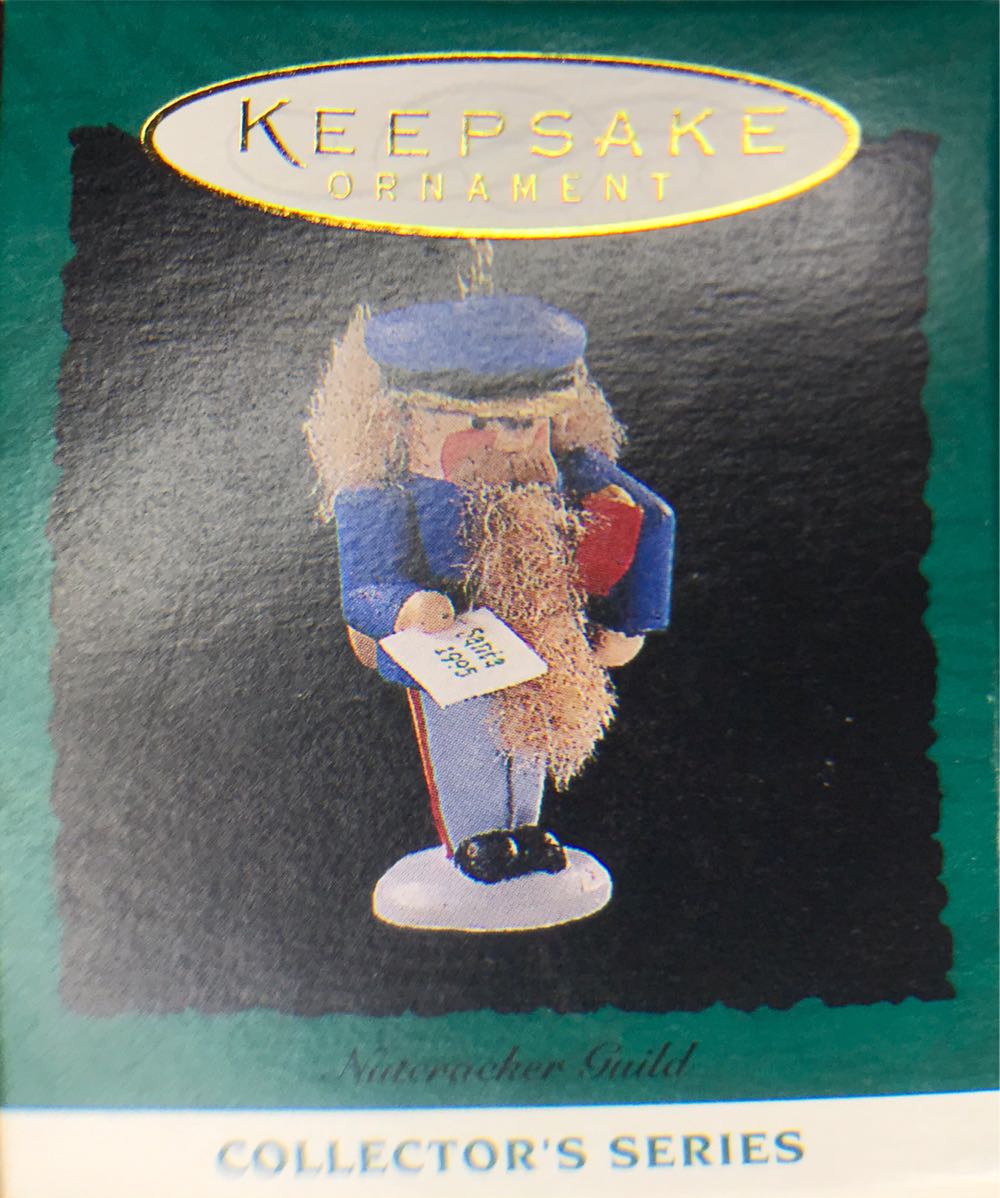 KEEPSAKE
ORNAMENT
Santa
1995
Nutcracker Guild
COLLECTOR'S SERIES